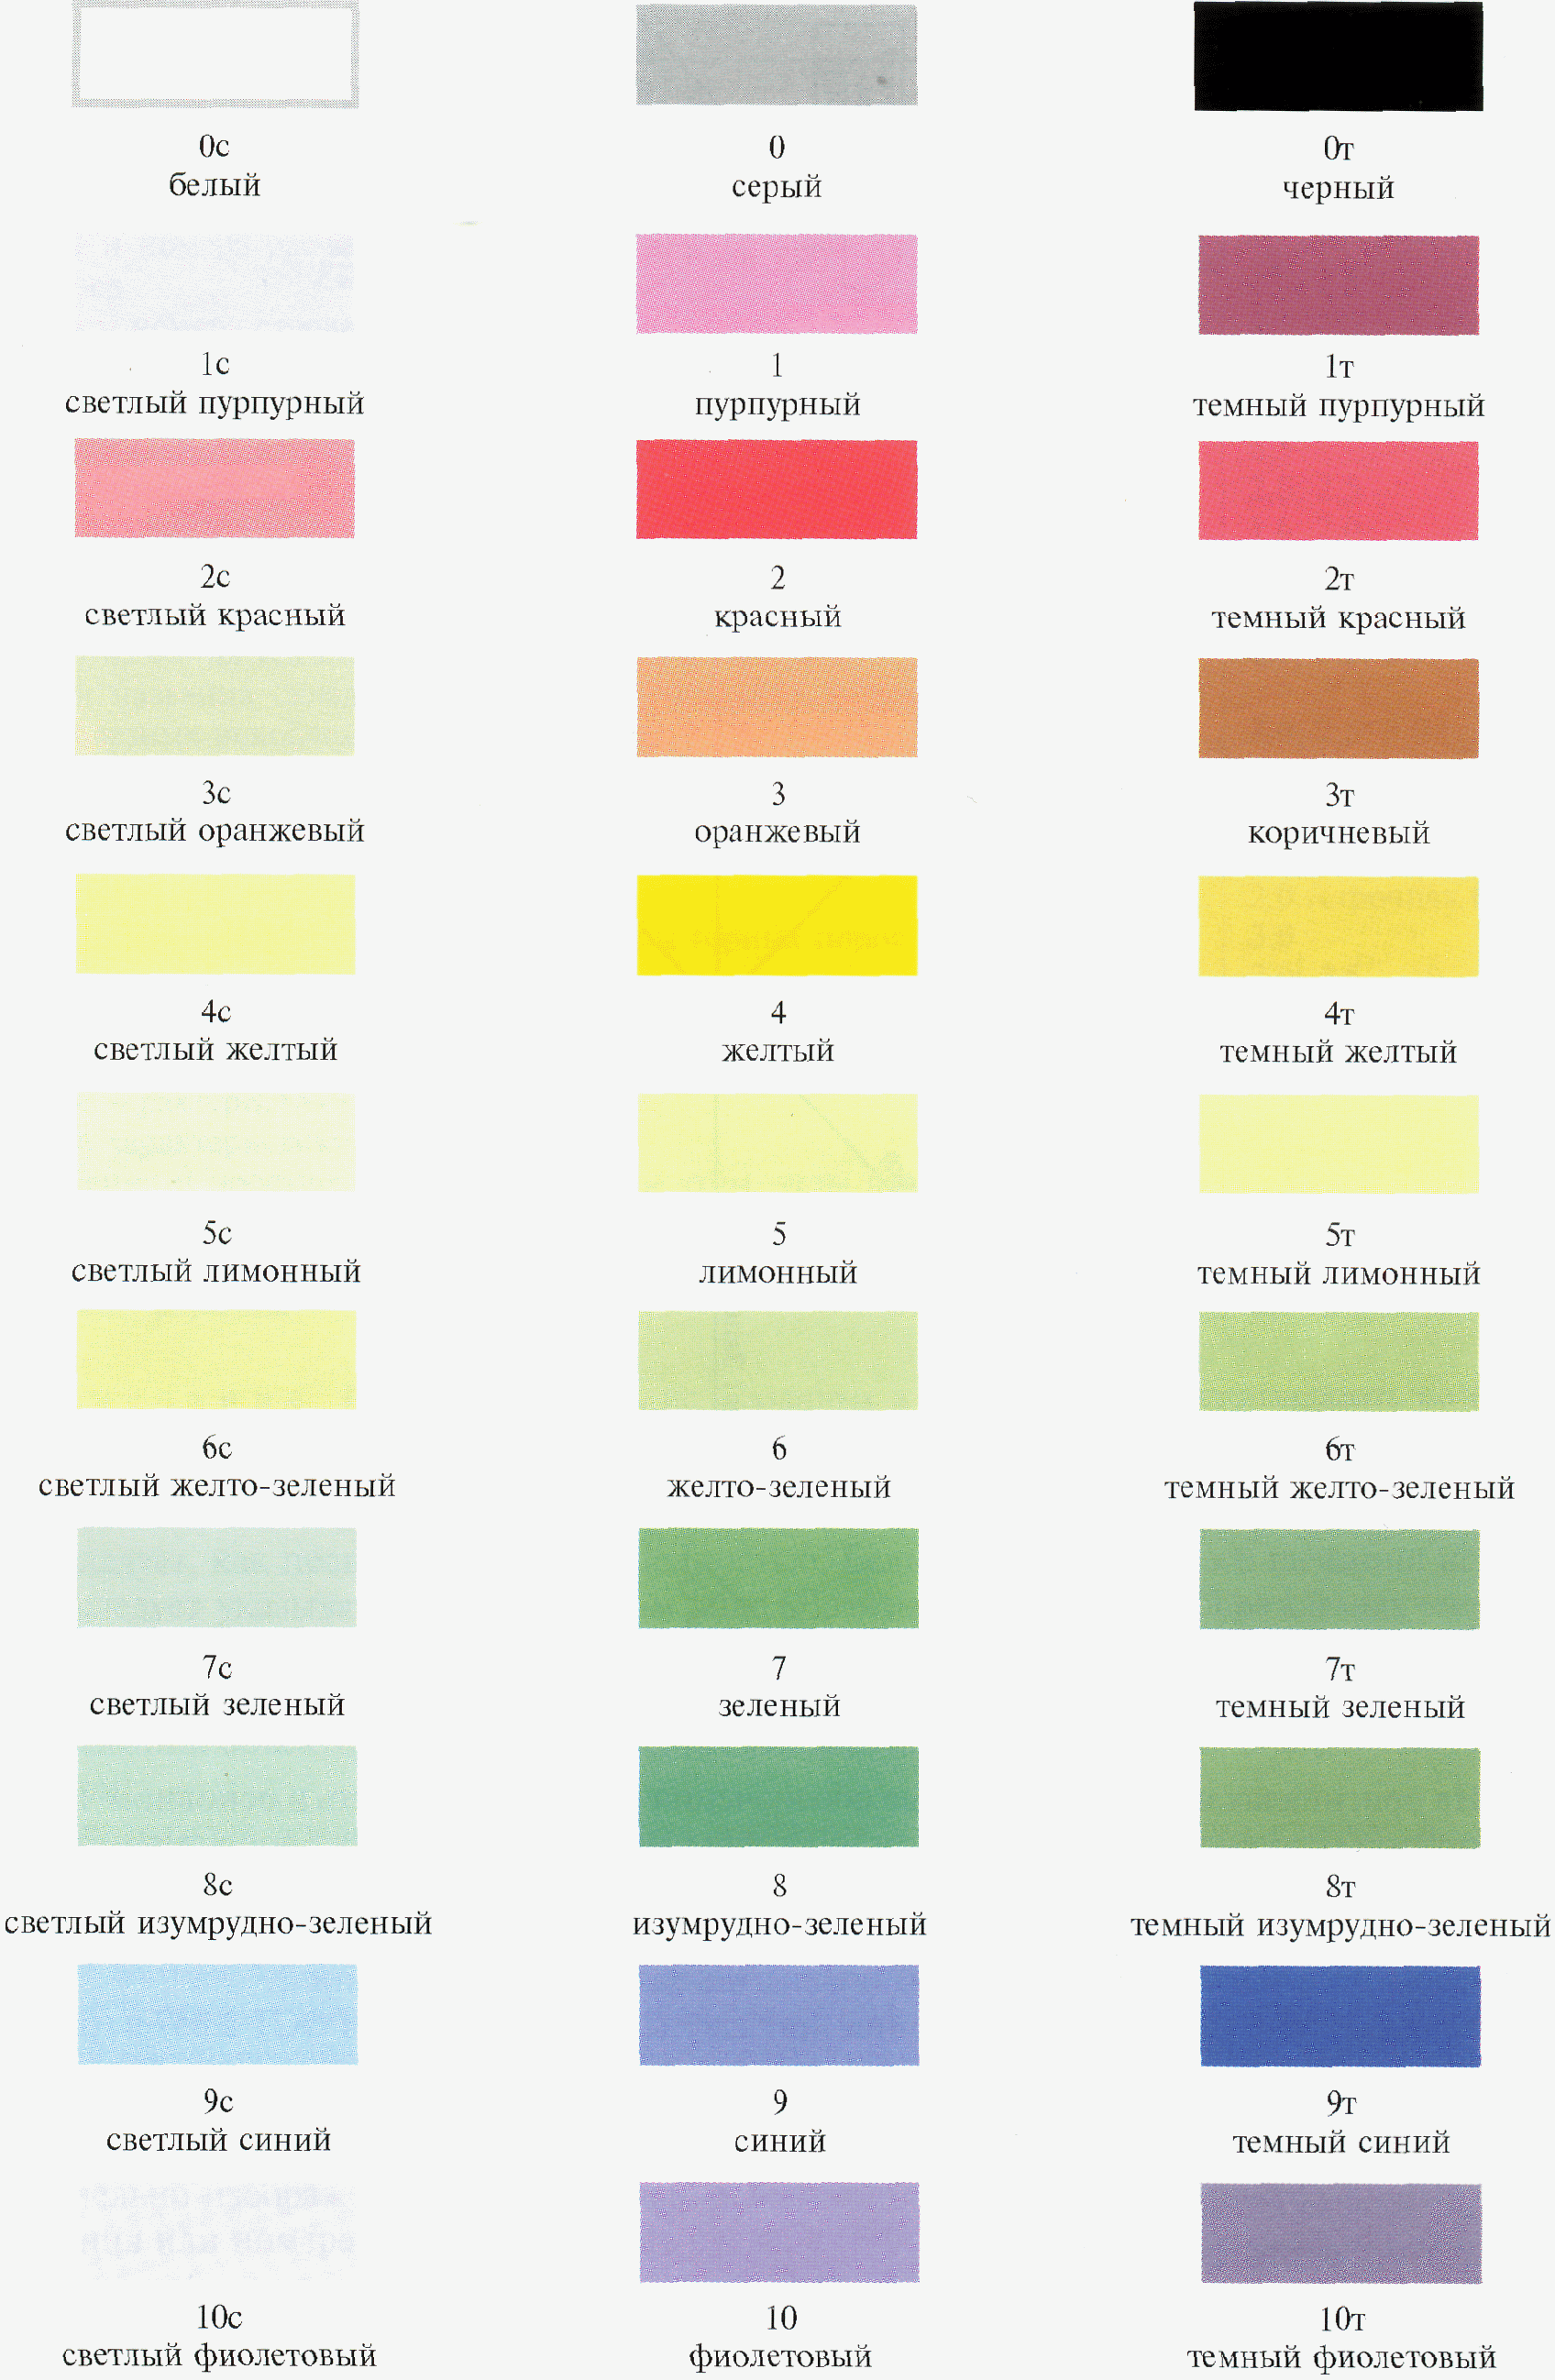 0с
белый
0
серый
0т
черный
1с
светлый пурпурный
1
пурпурный
1т
темный пурпурный
2с
светлый красный
2
красный
2т
темный красный
3с
светлый оранжевый
3
оранжевый
3т
коричневый
4с
светлый желтый
4
желтый
4т
темный желтый
5с
светлый лимонный
5
лимонный
5т
темный лимонный
6с
светлый желто-зеленый
6
желто-зеленый
6т
темный желто-зеленый
7с
светлый зеленый
7
зеленый
7т
темный зеленый
8с
светлый изумрудно-зеленый
8
изумрудно-зеленый
8т
темный изумрудно-зеленый
9с
светлый синий
9
синий
9т
темный синий
10с
светлый фиолетовый
10
фиолетовый
10т
темный фиолетовый